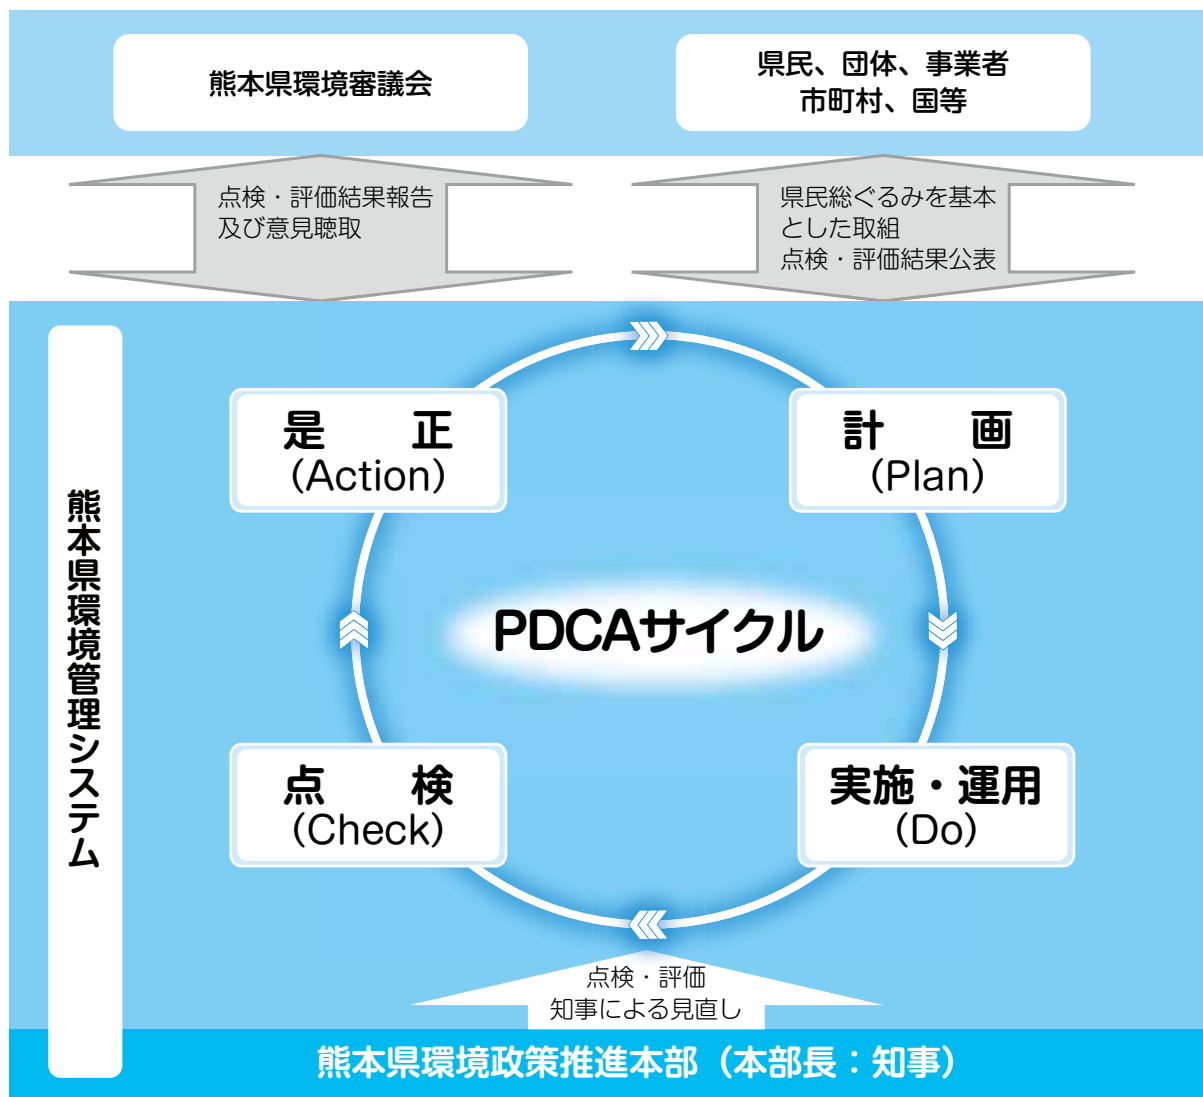 熊本県環境審議会
県民、団体、事業者
市町村、国等
点検・評価結果報告
及び意見聴取
県民総ぐるみを基本
とした取組
点検・評価結果公表
熊本県環境管理システム
是 正
(Action)
計 画
(Plan)
PDCAサイクル
点 検
(Check)
実施・運用
(Do)
点検・評価
知事による見直し
熊本県環境政策推進本部（本部長：知事）